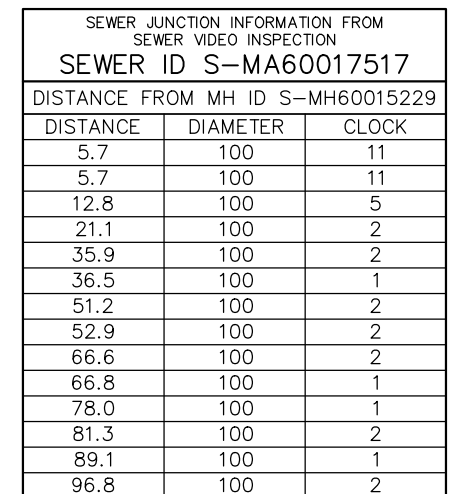 SEWER JUNCTION INFORMATION FROM
SEWER VIDEO INSPECTION
SEWER ID S-MA60017517
DISTANCE FROM MH ID S-MH60015229
DISTANCE DIAMETER CLOCK
5.7 100 11
5.7 100 11
12.8 100 5
21.1 100 2
35.9 100 2
36.5 100 1
51.2 100 2
52.9 100 2
66.6 100 2
66.8 100 1
78.0 100 1
81.3 100 2
89.1 100 1
96.8 100 2